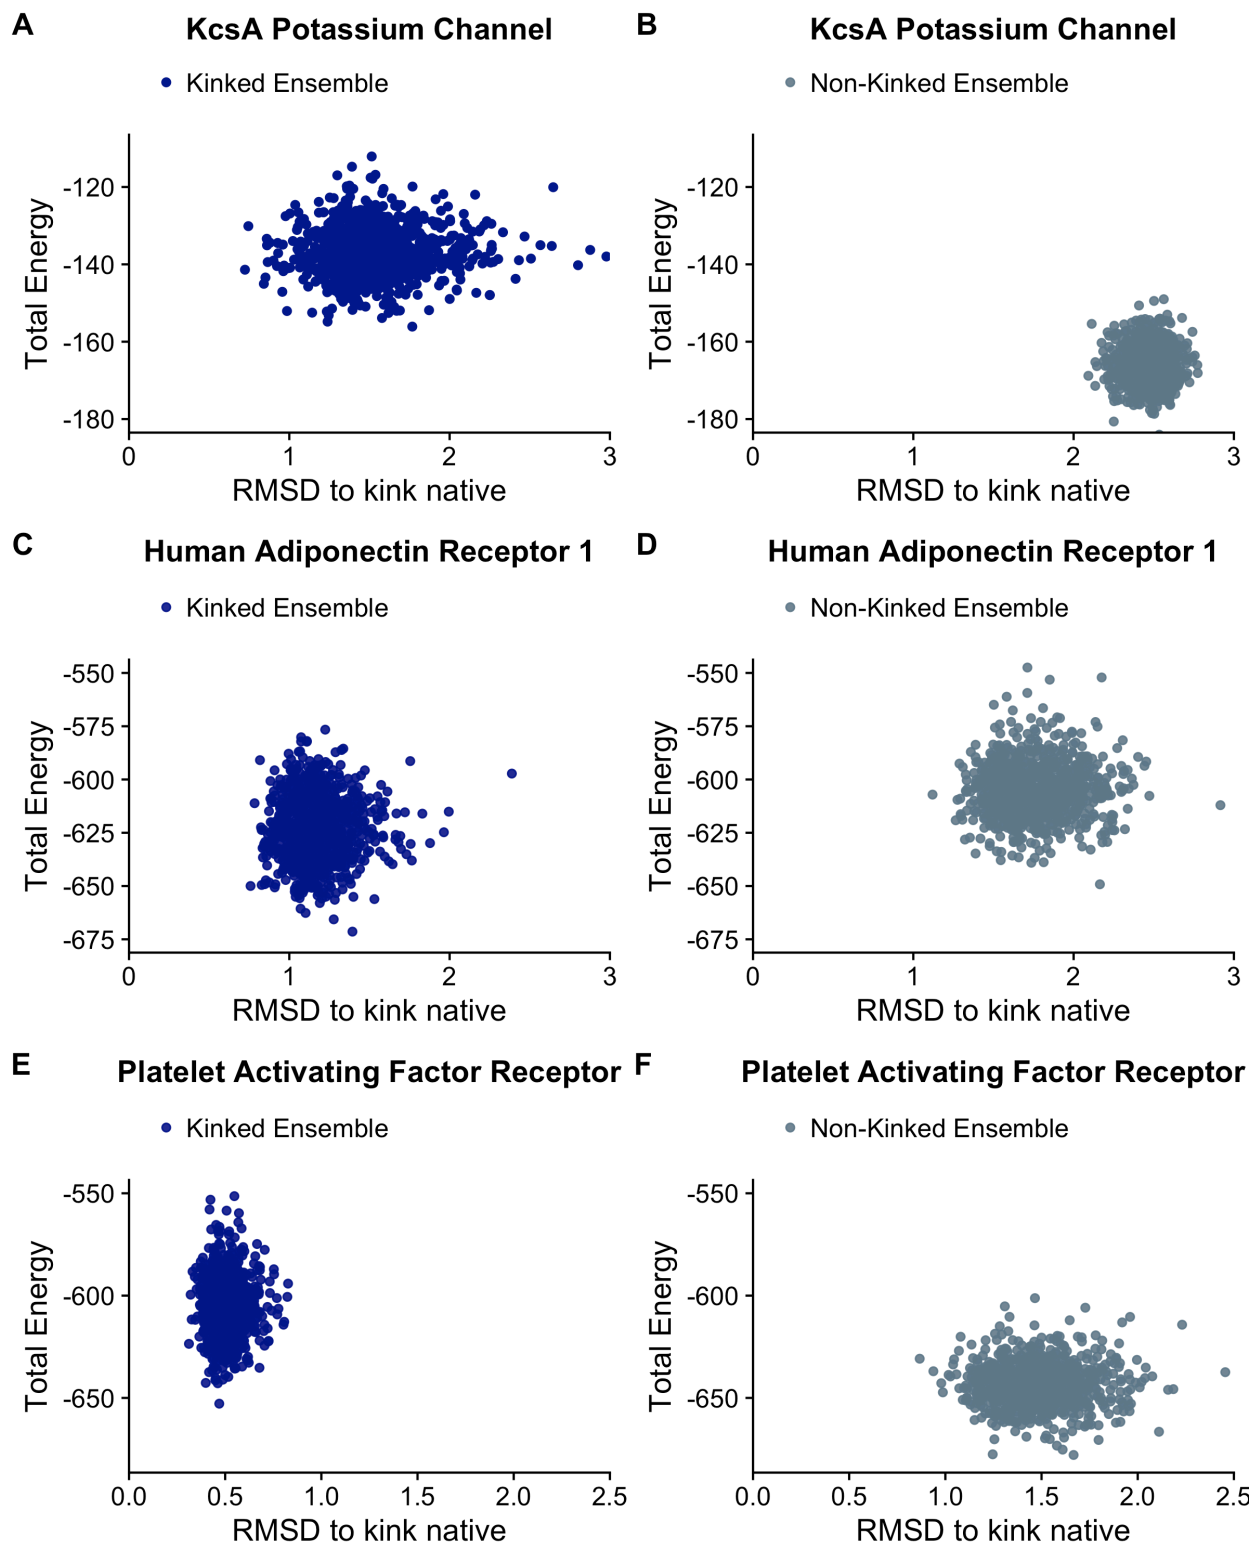 A
KcsA Potassium Channel
Kinked Ensemble
-120
-140
-160
-180
Total Energy
0 1 2 3
RMSD to kink native
B
KcsA Potassium Channel
Non-Kinked Ensemble
-120
-140
-160
-180
Total Energy
0 1 2 3
RMSD to kink native
C
Human Adiponectin Receptor 1
Kinked Ensemble
-550
-575
-600
-625
-650
-675
Total Energy
0 1 2 3
RMSD to kink native
D
Human Adiponectin Receptor 1
Non-Kinked Ensemble
-550
-575
-600
-625
-650
-675
Total Energy
0 1 2 3
RMSD to kink native
E
Platelet Activating Factor Receptor
Kinked Ensemble
-550
-600
-650
Total Energy
0.0 0.5 1.0 1.5 2.0 2.5
RMSD to kink native
F
Platelet Activating Factor Receptor
Non-Kinked Ensemble
-550
-600
-650
Total Energy
0.0 0.5 1.0 1.5 2.0 2.5
RMSD to kink native